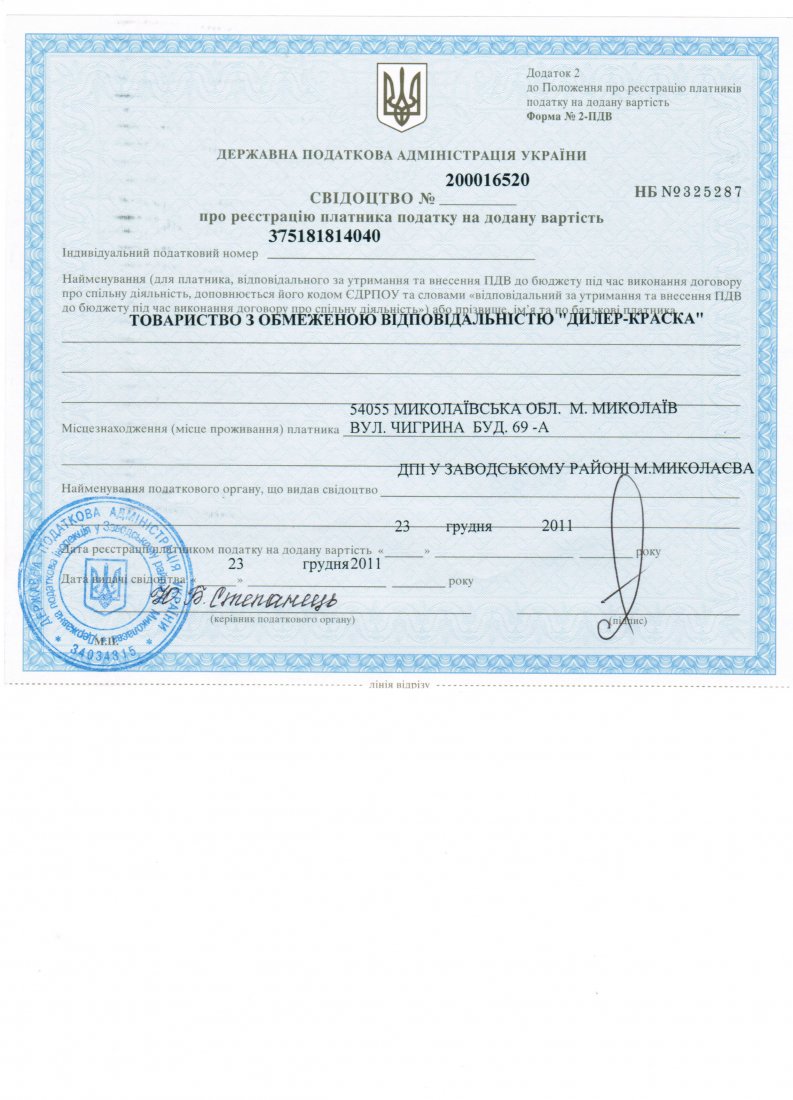 Додаток 2
до Положення про реєстрацію платників
податку на додану вартість
Форма № 2-ПДВ
ДЕРЖАВНА ПОДАТКОВА АДМІНІСТРАЦІЯ УКРАЇНИ
200016520
СВІДОЦТВО №
НБ №325287
про реєстрацію платника податку на додану вартість
375181814040
Індивідуальний податковий номер
Найменування (для платника, відповідального за утримання та внесення ПДВ до бюджету під час виконання договору
про спільну діяльність, доповнюється його кодом ЄДРПОУ та словами «відповідальний за утримання та внесення ПДВ
до бюджету під час виконання договору про спільну діяльність») або прізвище, ім'я та по батькові платника
ТОВАРИСТВО З ОБМЕЖЕНОЮ ВІДПОВІДАЛЬНІСТЮ "ДИЛЕР-КРАСКА"
54055 МИКОЛАЇВСЬКА ОБЛ. М. МИКОЛАЇВ
Місцезнаходження (місце проживання) платника ВУЛ. ЧИГРИНА БУД. 69 -А
ДПІ У ЗАВОДСЬКОМУ РАЙОНІ М.МИКОЛАЄВА
Найменування податкового органу, що видав свідоцтво
23 грудня 2011
Дата реєстрації платником податку на додану вартість « » року
23 грудня 2011
Дата видачі свідоцтва « » року
Ю.В. Степанець
(керівник податкового органу)
(підпис)
М.П.
ДЕРЖАВНА ПОДАТКОВА АДМІНІСТРАЦІЯ УКРАЇНИ
Державна податкова інспекція у Заводському районі
* 34034315 *
лінія відрізу